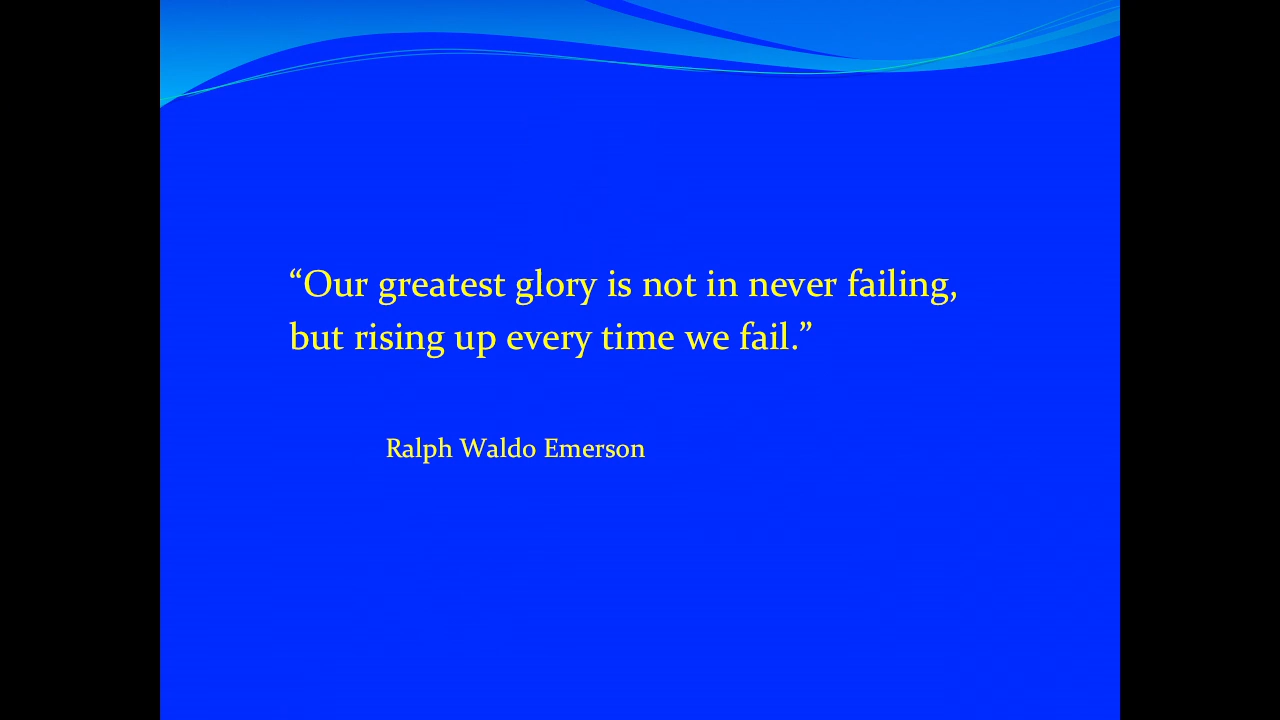 “Our greatest glory is not in never failing,
but rising up every time we fail.”
Ralph Waldo Emerson